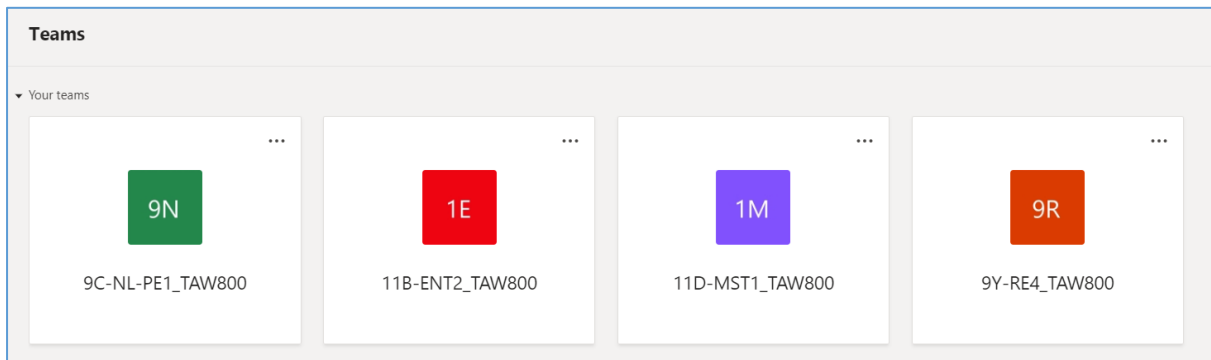 Teams
Your teams
9N
1E
1M
9R
9C-NL-PE1_TAW800
11B-ENT2_TAW800
11D-MST1_TAW800
9Y-RE4_TAW800